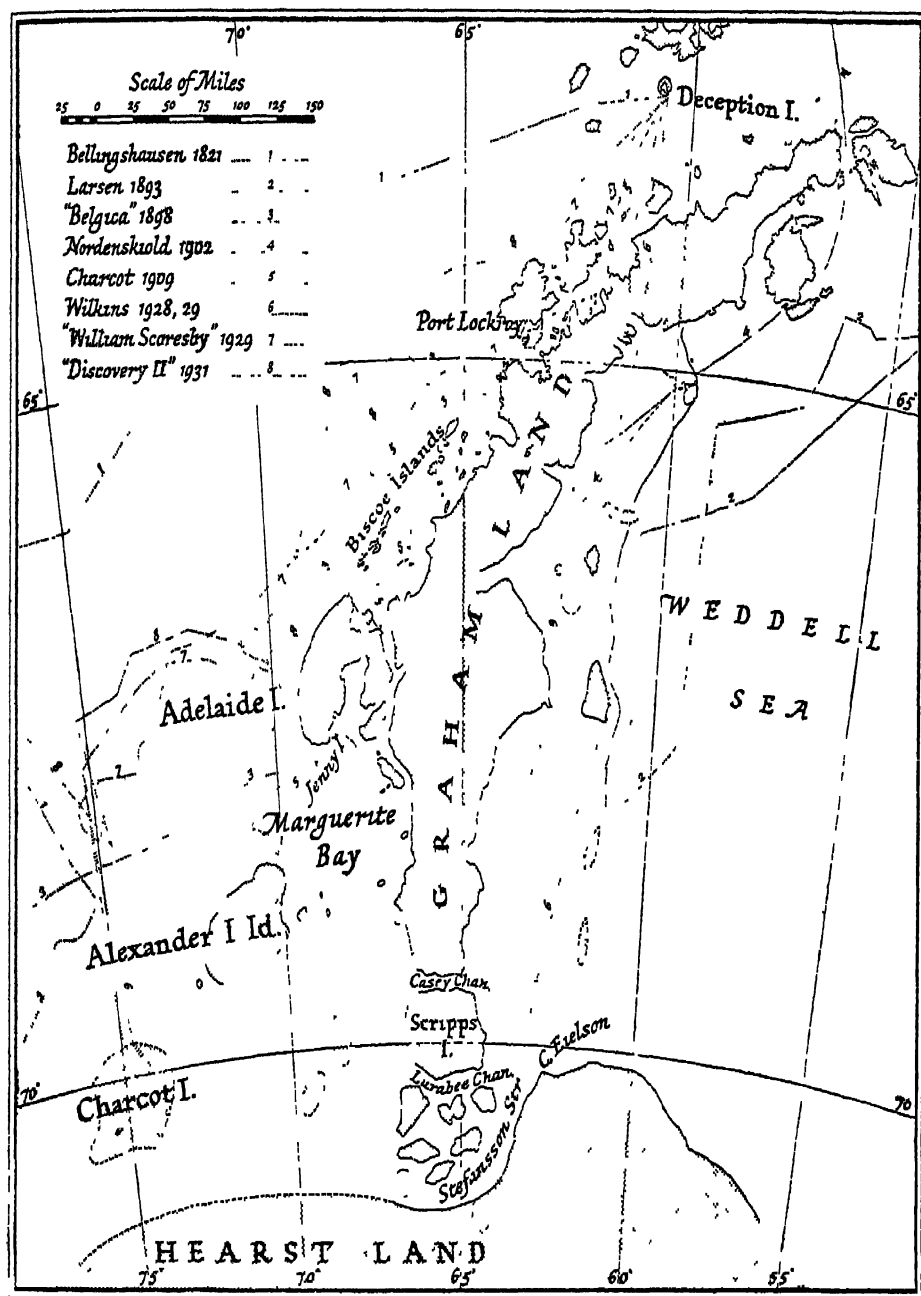 70°
65°
Scale of Miles
25 0 25 50 75 100 125 150
Bellingshausen 1821 1
Larsen 1893 2
"Belgica" 1898 3
Nordenskiold 1902 4
Charcot 1909 5
Wilkins 1928, 29 6
"William Scoresby" 1929 7
"Discovery II" 1931 8
Deception I.
Port Lockroy
65°
65°
Biscoe Islands
GRAHAM LAND
WEDDELL
SEA
Adelaide I.
Jenny I.
Marguerite
Bay
Alexander I Id.
Casey Chan.
Scripps
I.
C. Eielson
Lurabee Chan.
Stefansson Str
Charcot I.
70°
70
HEARST LAND
75°
70°
65°
60°
55°